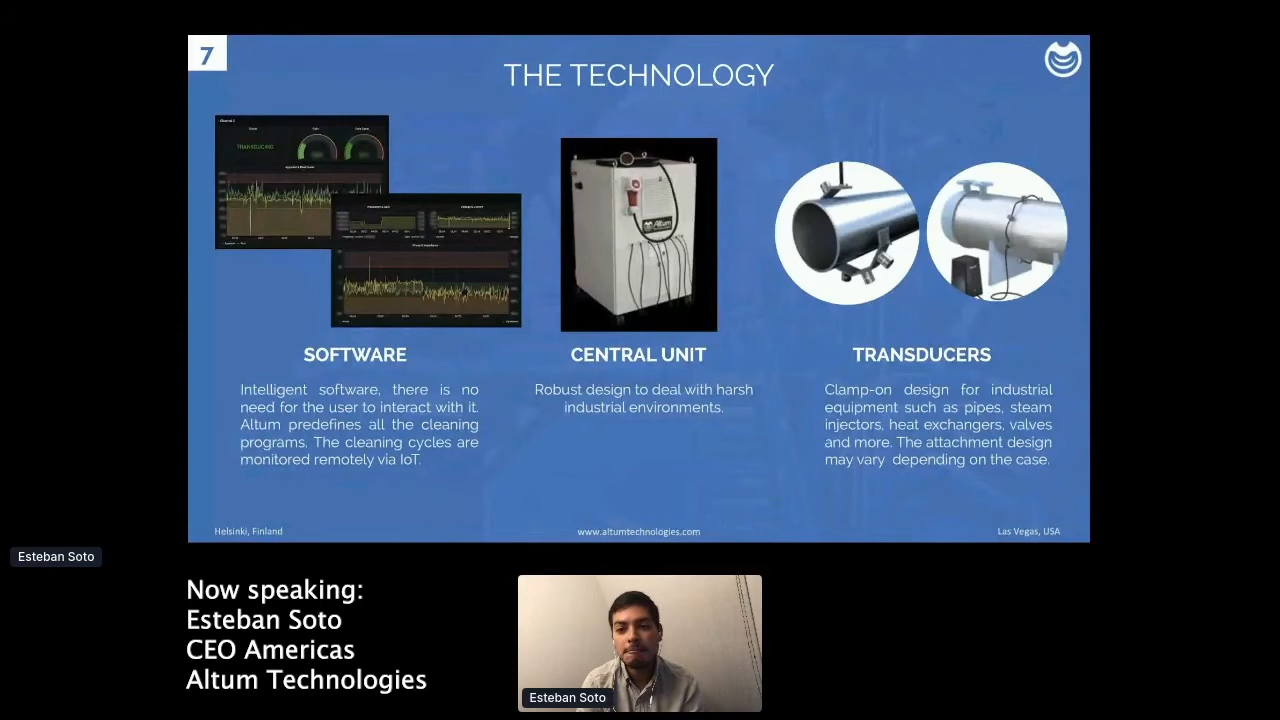 7
THE TECHNOLOGY
TRANSDUCING
Altum
SOFTWARE
Intelligent software, there is no
need for the user to interact with it.
Altum predefines all the cleaning
programs. The cleaning cycles are
monitored remotely via IoT.
CENTRAL UNIT
Robust design to deal with harsh
industrial environments.
TRANSDUCERS
Clamp-on design for industrial
equipment such as pipes, steam
injectors, heat exchangers, valves
and more. The attachment design
may vary depending on the case.
Helsinki, Finland
www.altumtechnologies.com
Las Vegas, USA
Esteban Soto
Now speaking:
Esteban Soto
CEO Americas
Altum Technologies
Esteban Soto